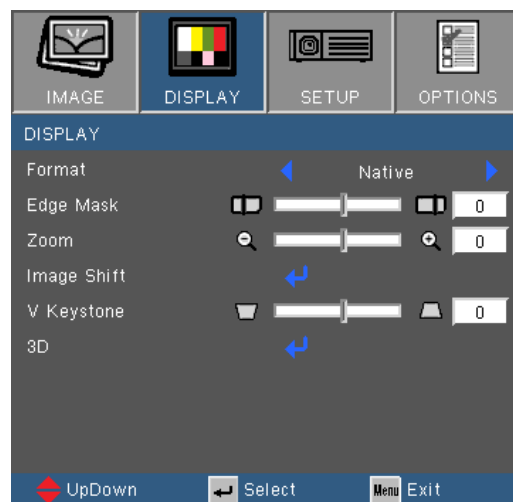 IMAGE DISPLAY SETUP OPTIONS
DISPLAY
Format Native
Edge Mask 0
Zoom 0
Image Shift
V Keystone 0
3D
UpDown Select Menu Exit